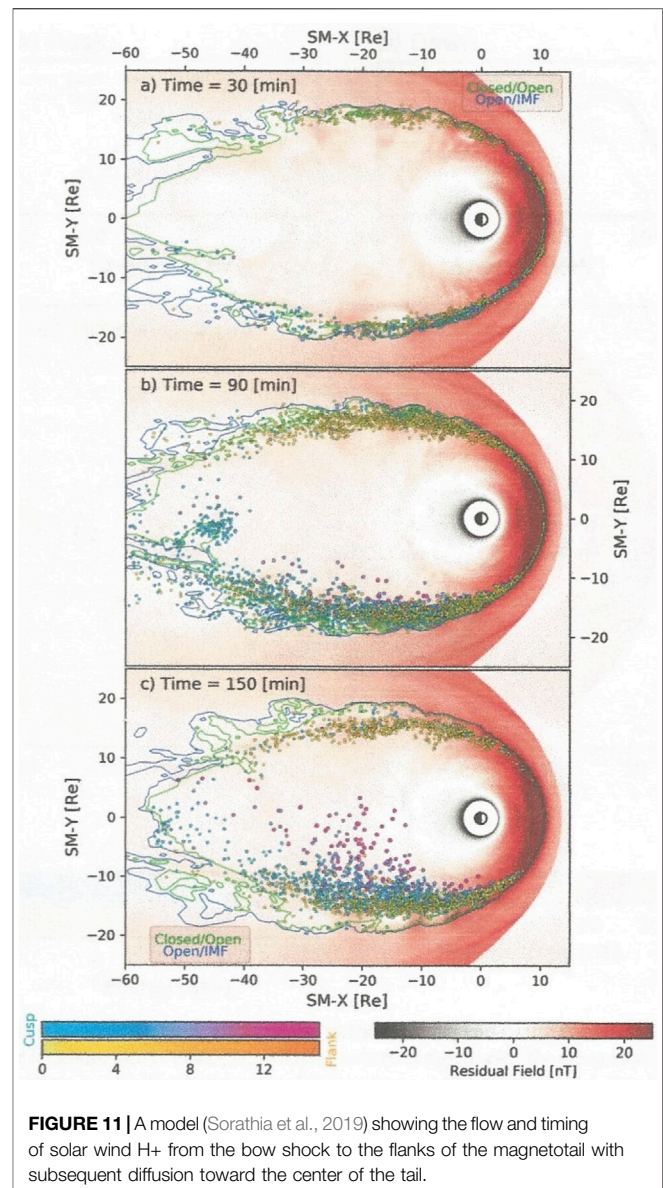 SM-X [Re]
−60 −50 −40 −30 −20 −10 0 10
a) Time = 30 [min]
Closed/Open
Open/IMF
SM-Y [Re]
20
10
0
−10
−20
b) Time = 90 [min]
20
10
0
−10
−20
SM-Y [Re]
c) Time = 150 [min]
SM-Y [Re]
20
10
0
−10
−20
Closed/Open
Open/IMF
−60 −50 −40 −30 −20 −10 0 10
SM-X [Re]
Cusp
Flank
0 4 8 12
−20 −10 0 10 20
Residual Field [nT]
FIGURE 11 | A model (Sorathia et al., 2019) showing the flow and timing
of solar wind H+ from the bow shock to the flanks of the magnetotail with
subsequent diffusion toward the center of the tail.